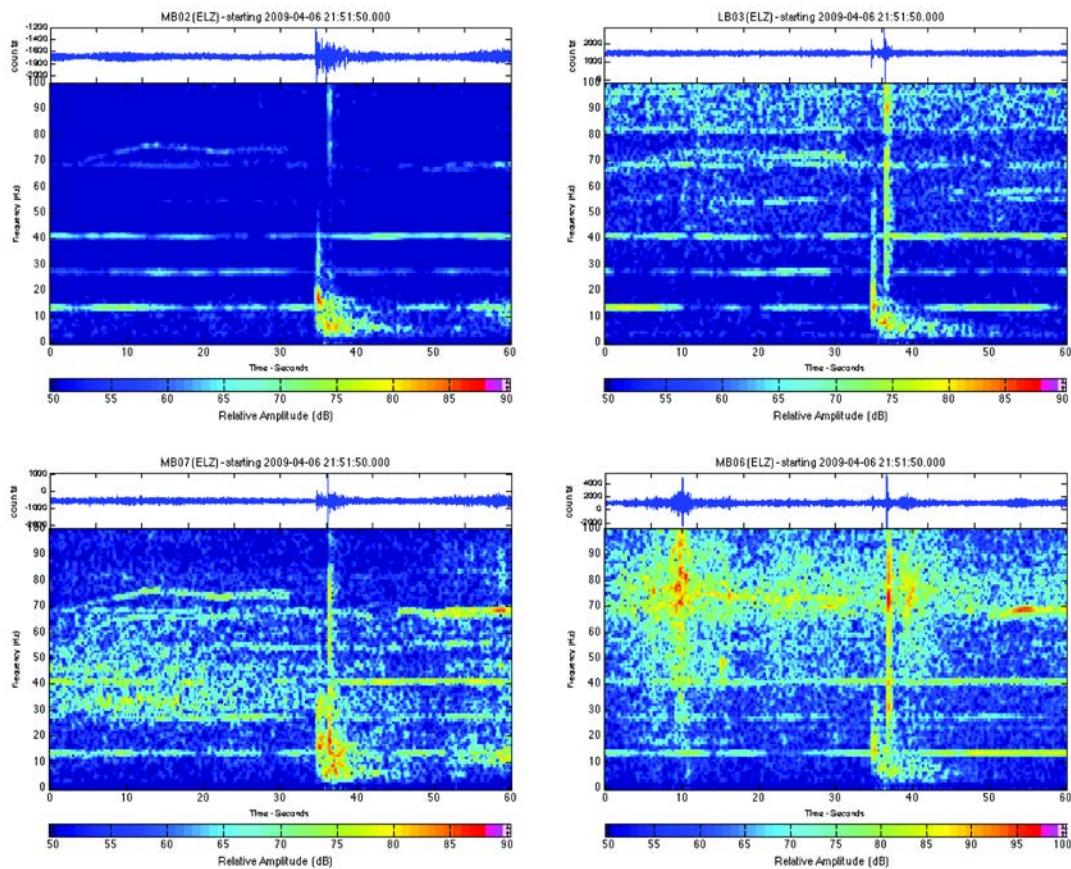 MB02 (ELZ) - starting 2009-04-06 21:51:50.000
-1200
-1400
-1600
-1800
-2000
counts
100
90
80
70
60
50
40
30
20
10
0
Frequency (Hz)
0 10 20 30 40 50 60
Time - Seconds
50 55 60 65 70 75 80 85 90
Relative Amplitude (dB)
LB03 (ELZ) - starting 2009-04-06 21:51:50.000
2000
1000
0
counts
100
90
80
70
60
50
40
30
20
10
0
Frequency (Hz)
0 10 20 30 40 50 60
Time - Seconds
50 55 60 65 70 75 80 85 90
Relative Amplitude (dB)
MB07 (ELZ) - starting 2009-04-06 21:51:50.000
1000
0
-1000
counts
100
90
80
70
60
50
40
30
20
10
0
Frequency (Hz)
0 10 20 30 40 50 60
Time - Seconds
50 55 60 65 70 75 80 85 90
Relative Amplitude (dB)
MB06 (ELZ) - starting 2009-04-06 21:51:50.000
4000
2000
0
-2000
counts
100
90
80
70
60
50
40
30
20
10
0
Frequency (Hz)
0 10 20 30 40 50 60
Time - Seconds
50 55 60 65 70 75 80 85 90 95 100
Relative Amplitude (dB)